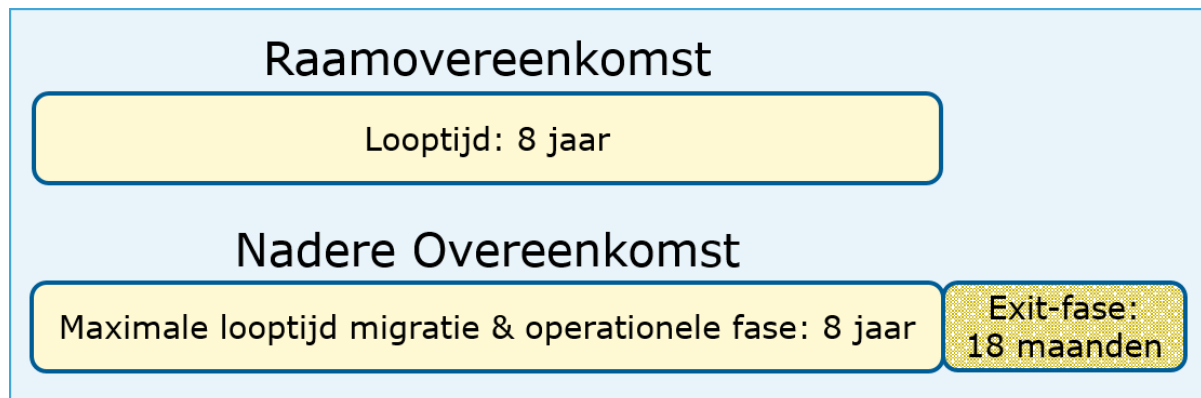 Raamovereenkomst
Looptijd: 8 jaar
Nadere Overeenkomst
Maximale looptijd migratie & operationele fase: 8 jaar
Exit-fase:
18 maanden